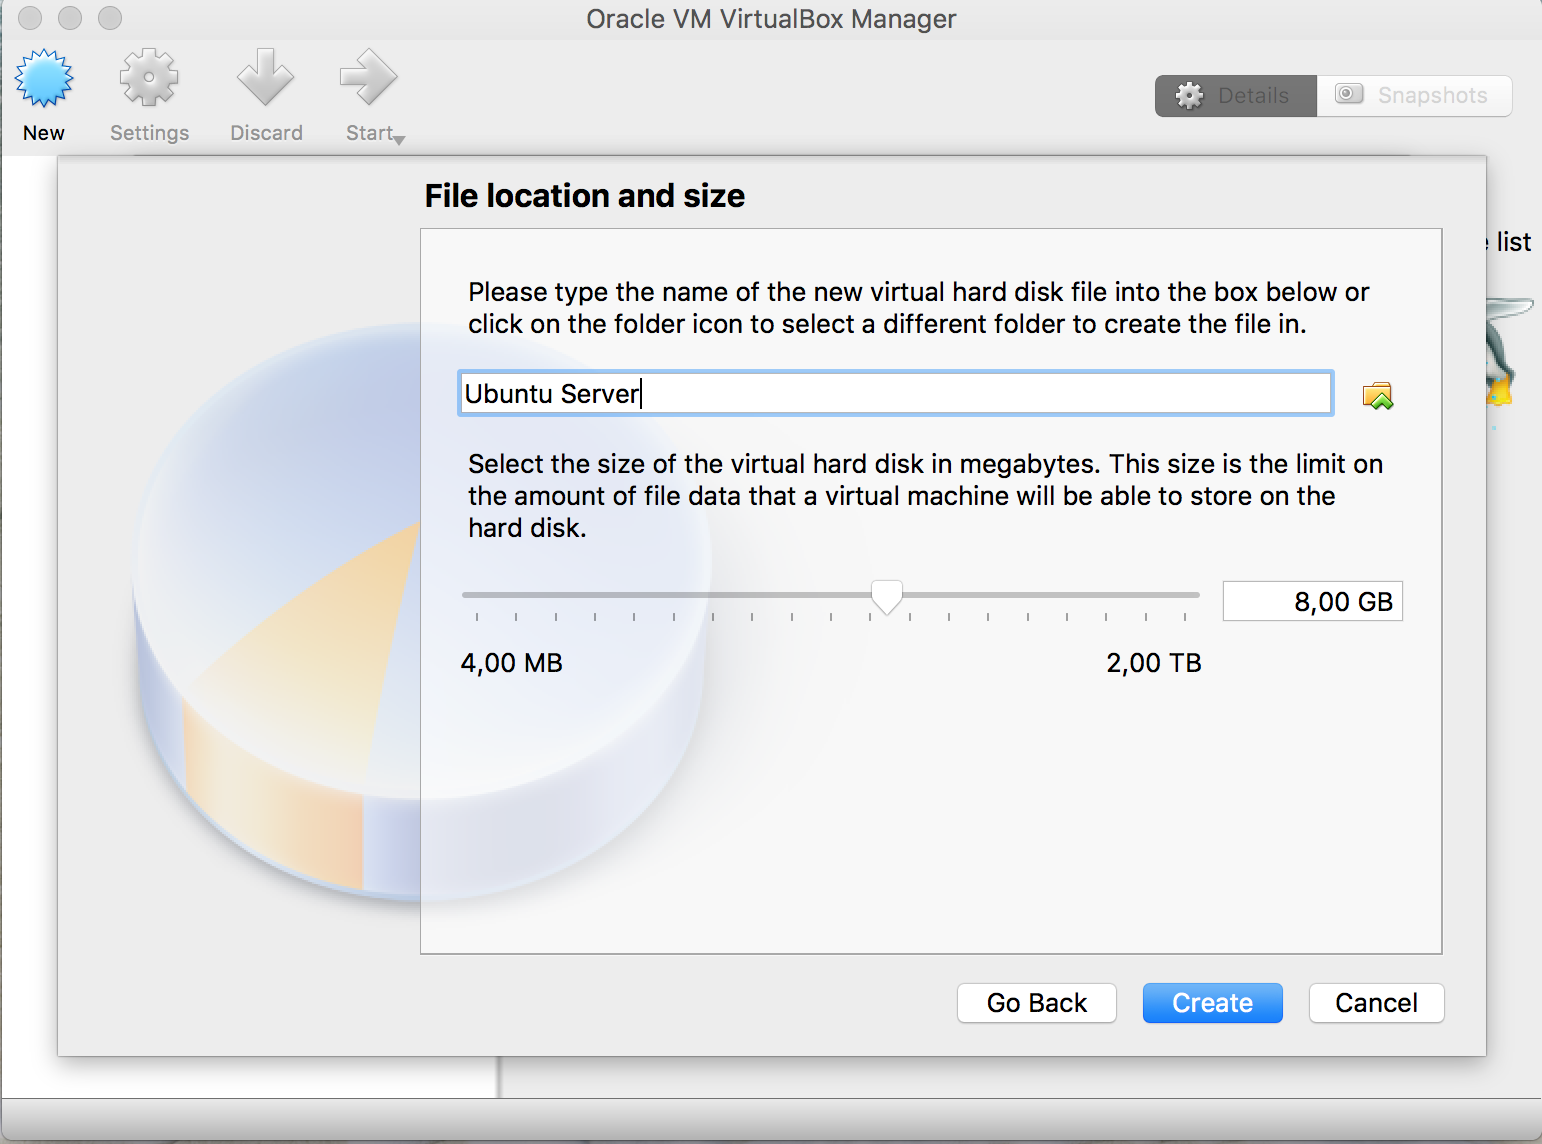 Oracle VM VirtualBox Manager
New
Settings
Discard
Start
Details
Snapshots
File location and size
list
Please type the name of the new virtual hard disk file into the box below or
click on the folder icon to select a different folder to create the file in.
Ubuntu Server
Select the size of the virtual hard disk in megabytes. This size is the limit on
the amount of file data that a virtual machine will be able to store on the
hard disk.
8,00 GB
4,00 MB
2,00 TB
Go Back
Create
Cancel